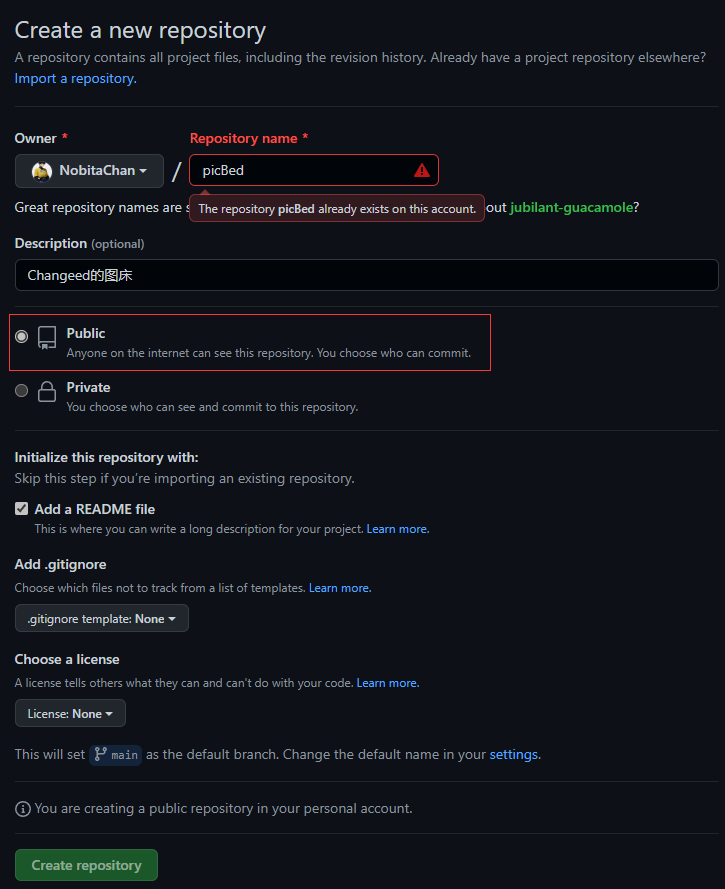 Create a new repository
A repository contains all project files, including the revision history. Already have a project repository elsewhere?
Import a repository.
Owner *
Repository name *
NobitaChan
/
picBed
The repository picBed already exists on this account.
Great repository names are s out jubilant-guacamole?
Description (optional)
Changeed的图床
Public
Anyone on the internet can see this repository. You choose who can commit.
Private
You choose who can see and commit to this repository.
Initialize this repository with:
Skip this step if you're importing an existing repository.
Add a README file
This is where you can write a long description for your project. Learn more.
Add .gitignore
Choose which files not to track from a list of templates. Learn more.
.gitignore template: None
Choose a license
A license tells others what they can and can't do with your code. Learn more.
License: None
This will set main as the default branch. Change the default name in your settings.
You are creating a public repository in your personal account.
Create repository